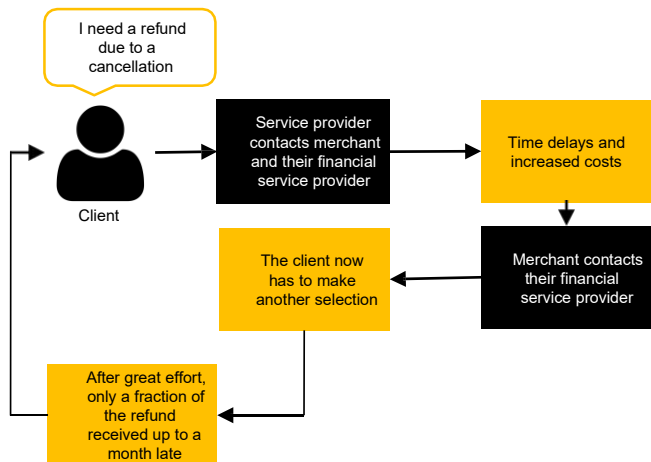 I need a refund
due to a
cancellation
Client
Service provider
contacts merchant
and their financial
service provider
Time delays and
increased costs
Merchant contacts
their financial
service provider
The client now
has to make
another selection
After great effort,
only a fraction of
the refund
received up to a
month late